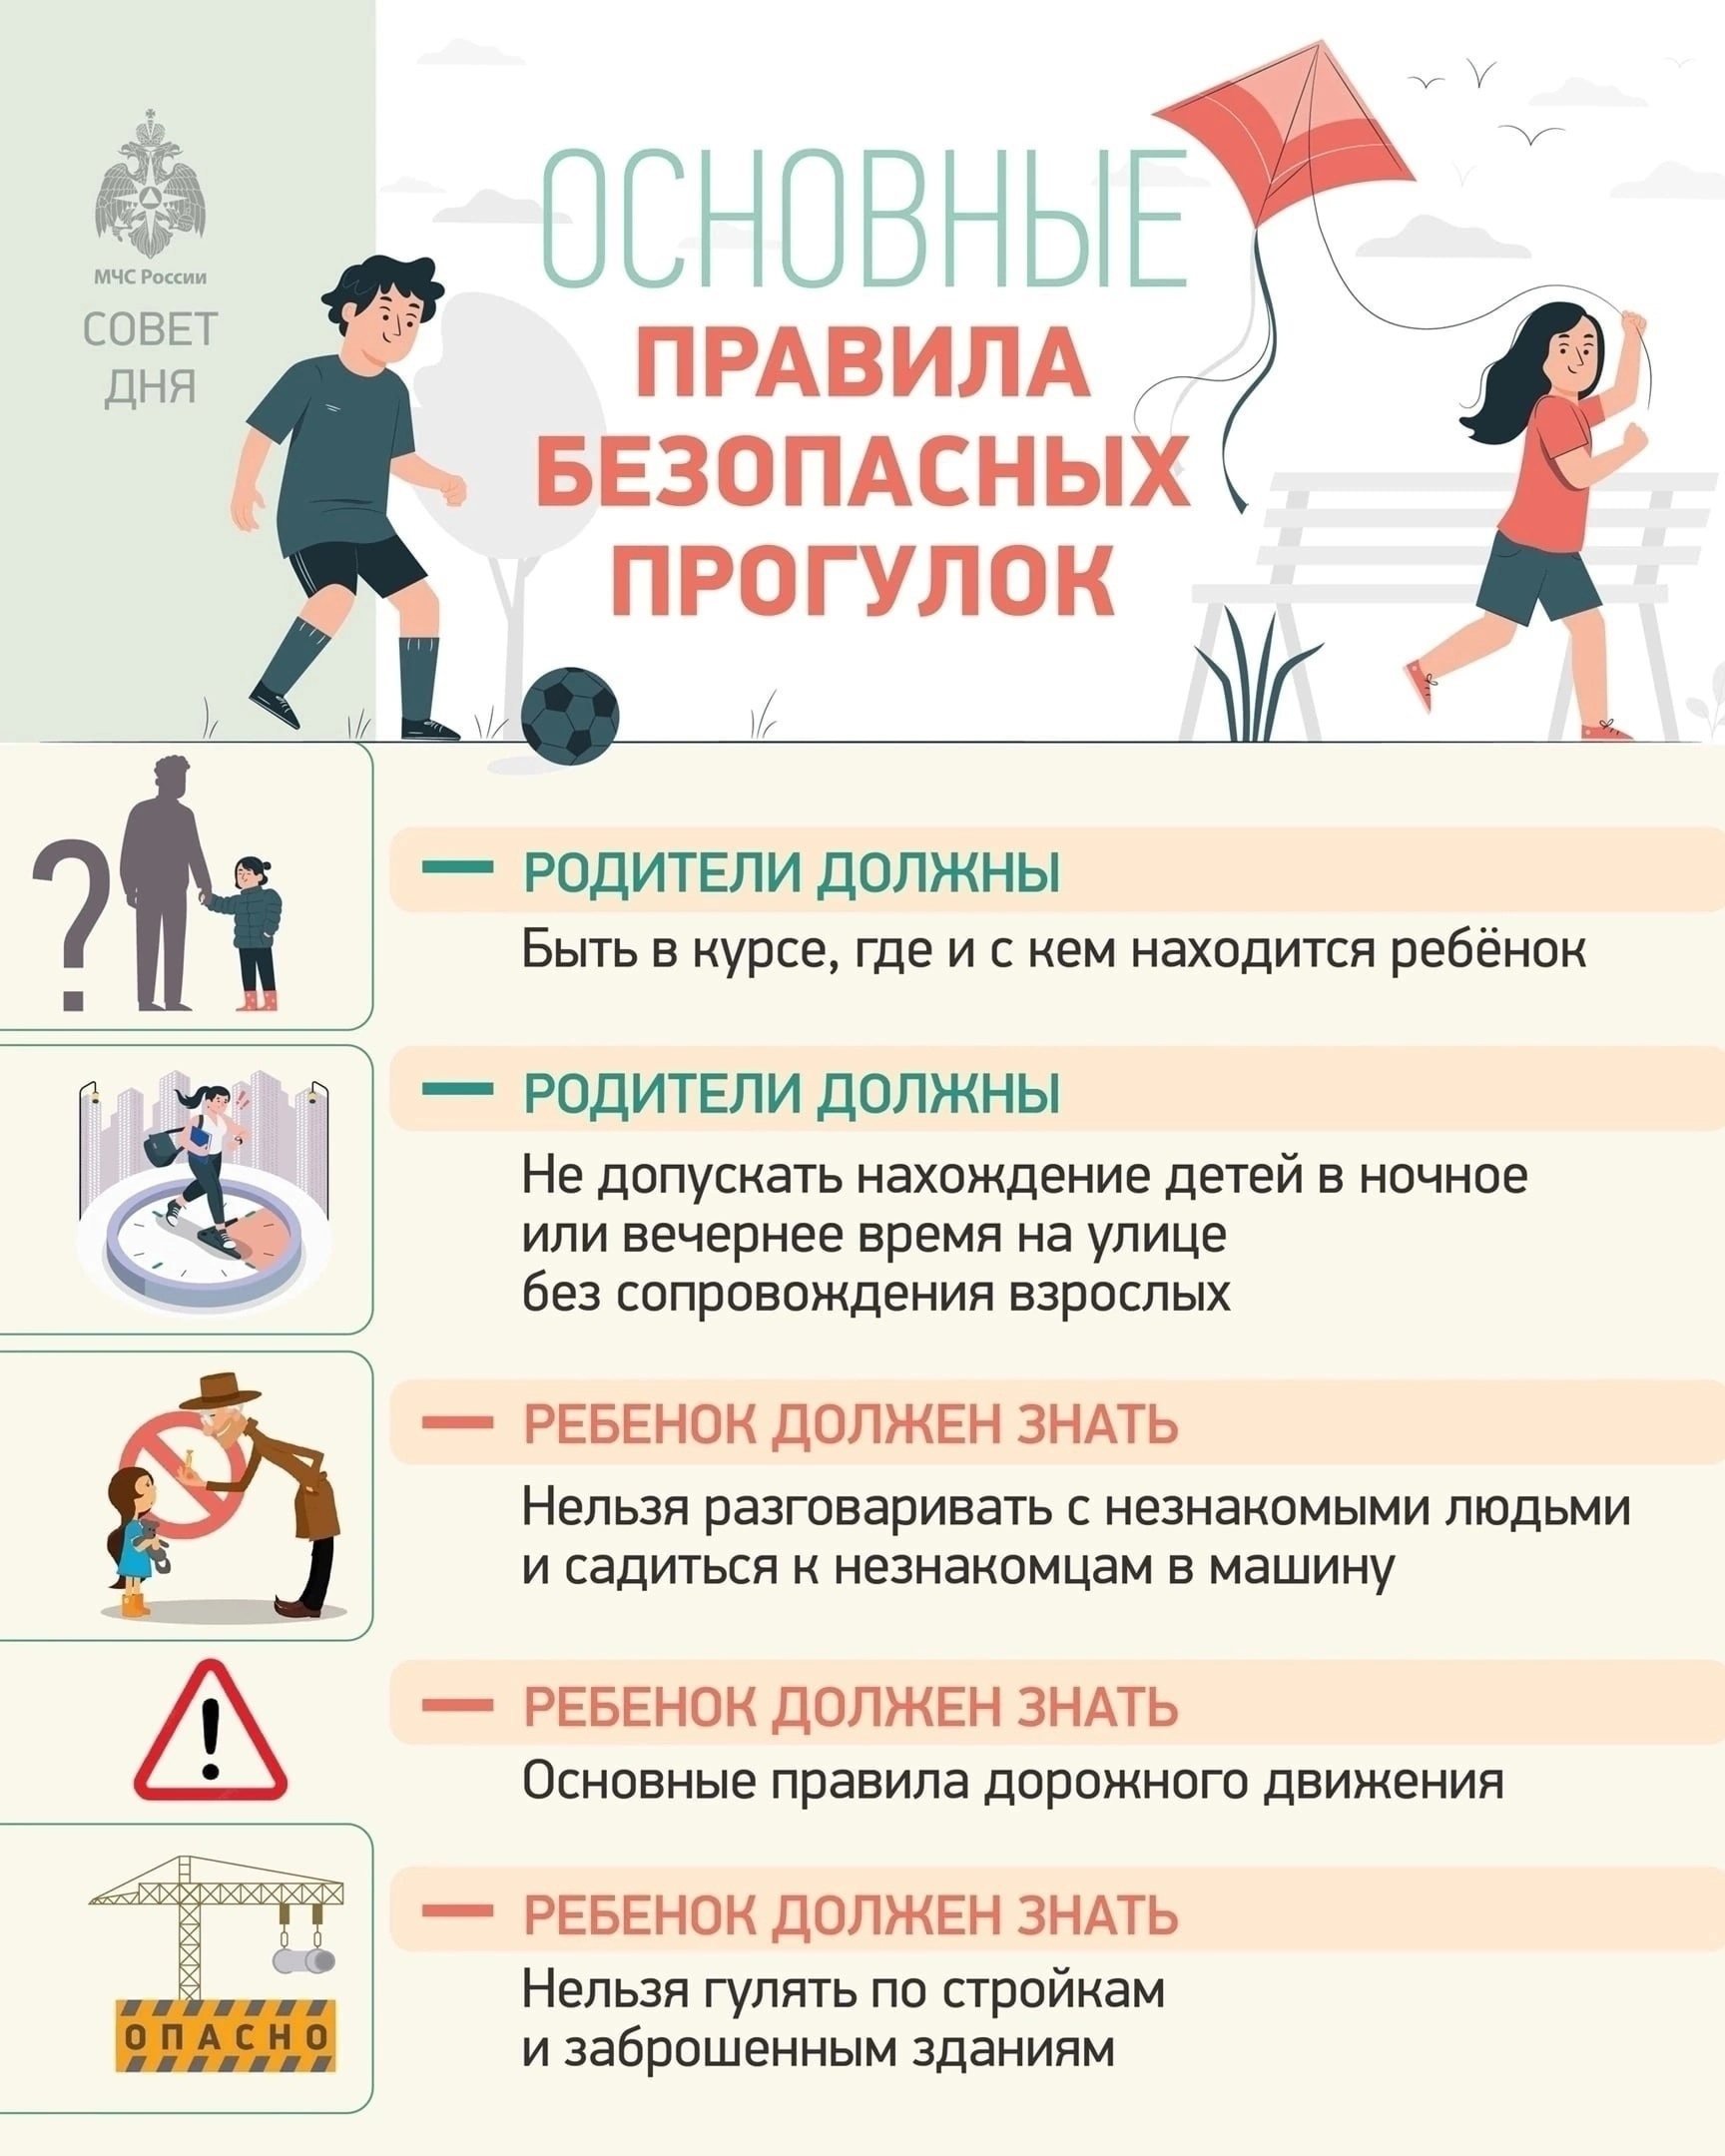 МЧС России
СОВЕТ
ДНЯ
ОСНОВНЫЕ
ПРАВИЛА
БЕЗОПАСНЫХ
ПРОГУЛОК
?
— РОДИТЕЛИ ДОЛЖНЫ
Быть в курсе, где и с кем находится ребёнок
— РОДИТЕЛИ ДОЛЖНЫ
Не допускать нахождение детей в ночное
или вечернее время на улице
без сопровождения взрослых
— РЕБЕНОК ДОЛЖЕН ЗНАТЬ
Нельзя разговаривать с незнакомыми людьми
и садиться к незнакомцам в машину
!
— РЕБЕНОК ДОЛЖЕН ЗНАТЬ
Основные правила дорожного движения
— РЕБЕНОК ДОЛЖЕН ЗНАТЬ
Нельзя гулять по стройкам
и заброшенным зданиям
ОПАСНО